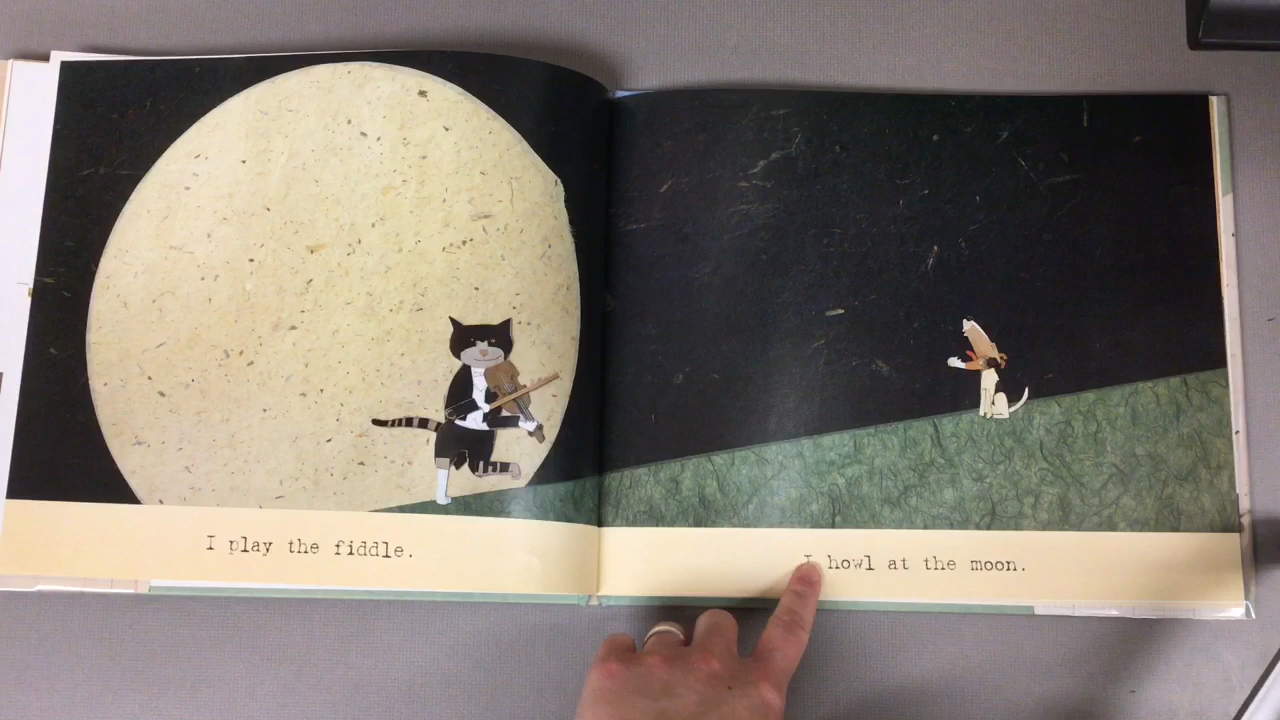 I play the fiddle.
I howl at the moon.